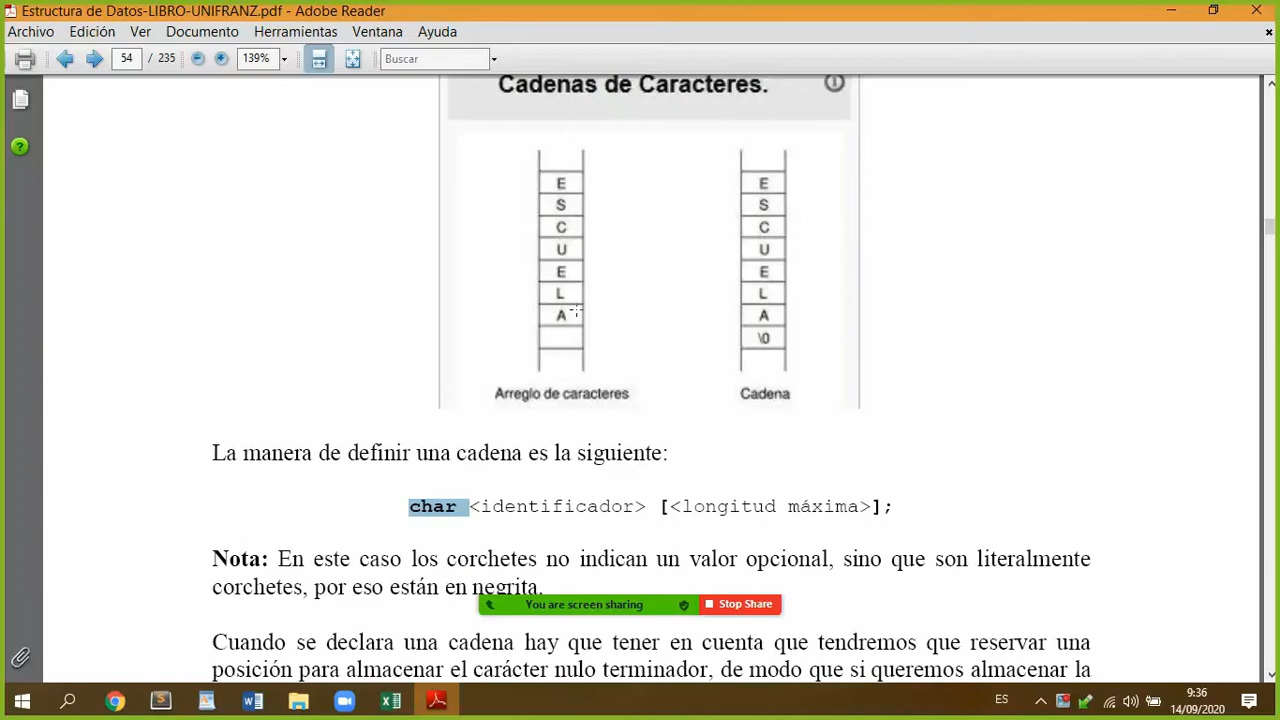 Estructura de Datos-LIBRO-UNIFRANZ.pdf - Adobe Reader
Archivo Edición Ver Documento Herramientas Ventana Ayuda
54 / 235 139% Buscar
Cadenas de Caracteres.
E E
S S
C C
U U
E E
L L
A A
\0
Arreglo de caracteres Cadena
La manera de definir una cadena es la siguiente:
char <identificador> [<longitud máxima>];
Nota: En este caso los corchetes no indican un valor opcional, sino que son literalmente
corchetes, por eso están en negrita.
You are screen sharing Stop Share
Cuando se declara una cadena hay que tener en cuenta que tendremos que reservar una
posición para almacenar el carácter nulo terminador, de modo que si queremos almacenar la
ES 9:36
14/09/2020